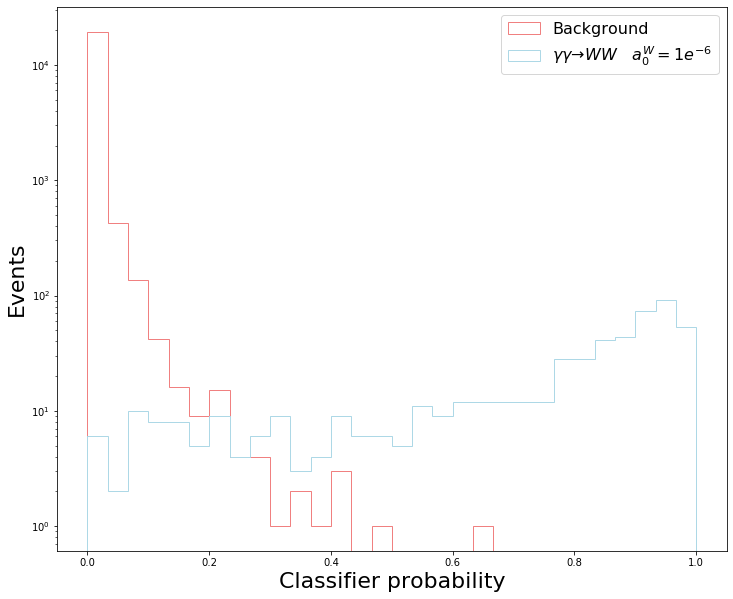 Background
γγ→WW a₀ᵂ = 1e⁻⁶
10⁴
10³
10²
10¹
10⁰
Events
0.0 0.2 0.4 0.6 0.8 1.0
Classifier probability